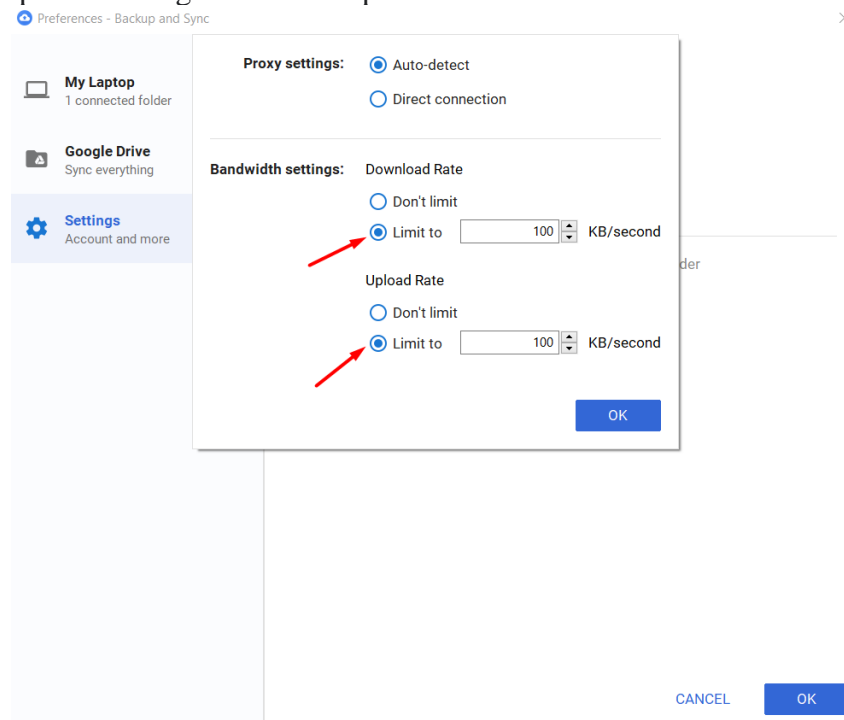 Preferences - Backup and Sync
My Laptop
1 connected folder
Google Drive
Sync everything
Settings
Account and more
Proxy settings:
Auto-detect
Direct connection
Bandwidth settings:
Download Rate
Don't limit
Limit to 100 KB/second
Upload Rate
Don't limit
Limit to 100 KB/second
OK
der
CANCEL OK